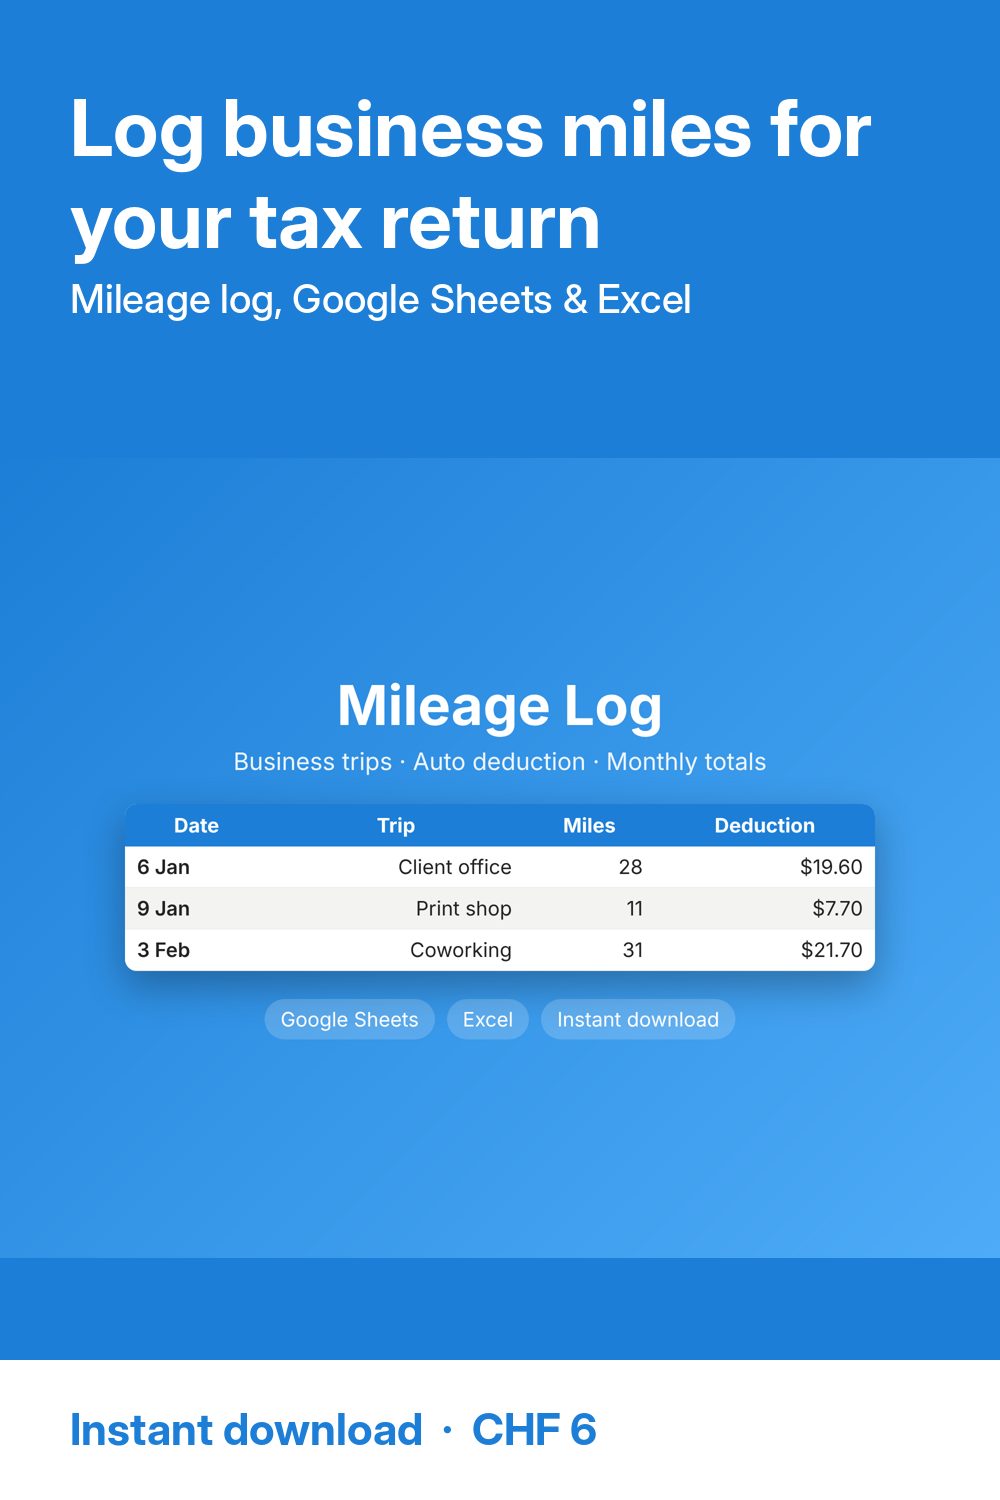 Log business miles for
your tax return
Mileage log, Google Sheets & Excel
Mileage Log
Business trips · Auto deduction · Monthly totals
Date Trip Miles Deduction
6 Jan Client office 28 $19.60
9 Jan Print shop 11 $7.70
3 Feb Coworking 31 $21.70
Google Sheets Excel Instant download
Instant download · CHF 6